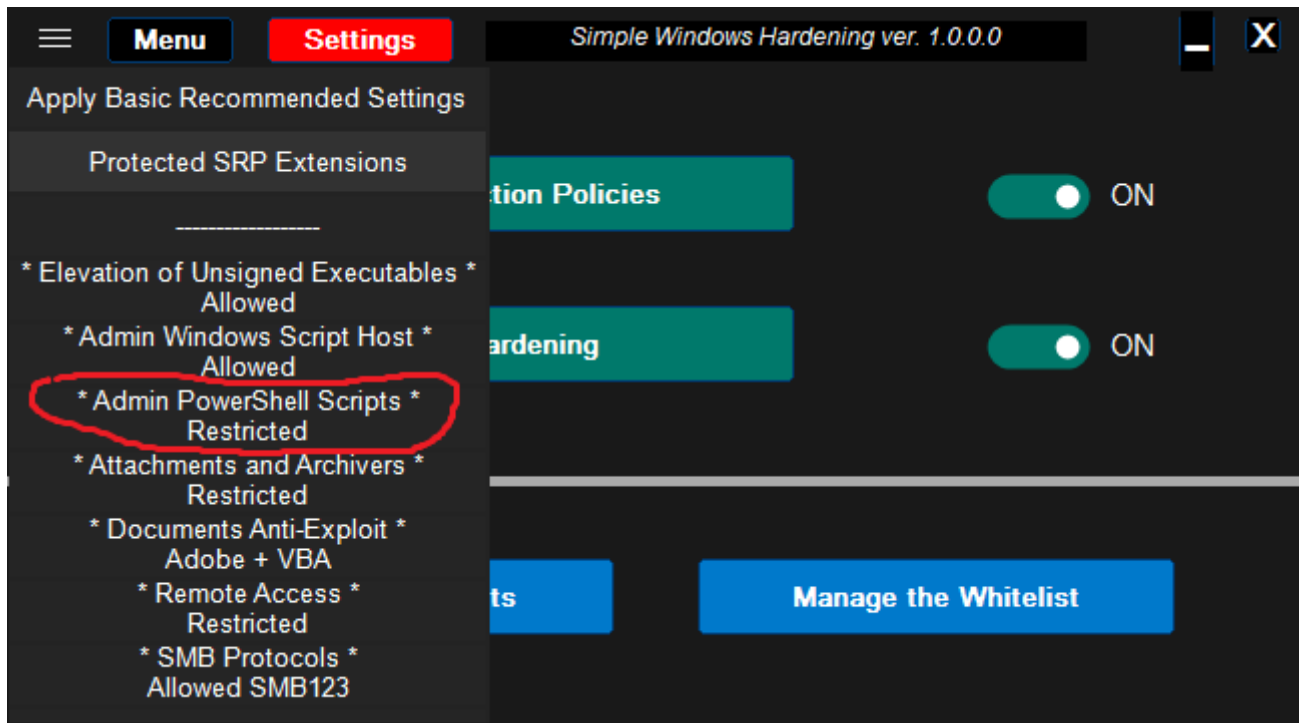 Menu
Settings
Simple Windows Hardening ver. 1.0.0.0
X
Apply Basic Recommended Settings
Protected SRP Extensions
------------------
* Elevation of Unsigned Executables *
Allowed
* Admin Windows Script Host *
Allowed
* Admin PowerShell Scripts *
Restricted
* Attachments and Archivers *
Restricted
* Documents Anti-Exploit *
Adobe + VBA
* Remote Access *
Restricted
* SMB Protocols *
Allowed SMB123
tion Policies
ON
ardening
ON
ts
Manage the Whitelist